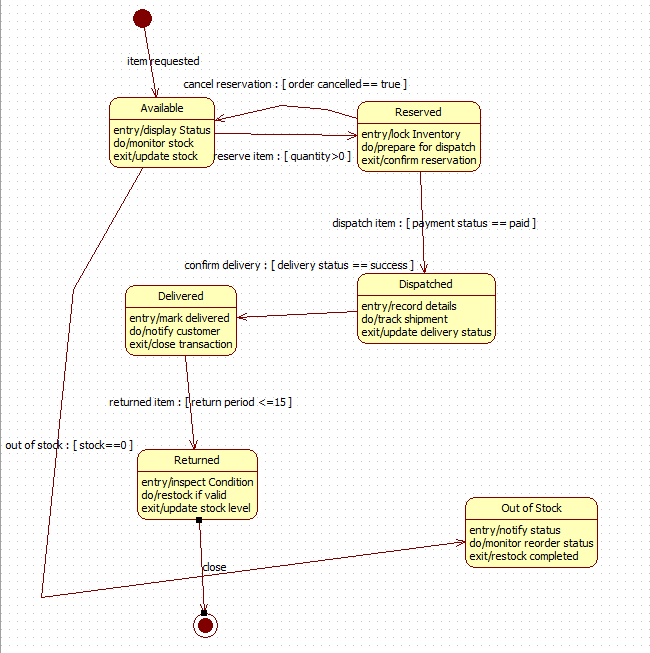 item requested
cancel reservation : [ order cancelled== true ]
Available
entry/display Status
do/monitor stock
exit/update stock
Reserved
entry/lock Inventory
do/prepare for dispatch
exit/confirm reservation
reserve item : [ quantity>0 ]
dispatch item : [ payment status == paid ]
confirm delivery : [ delivery status == success ]
Dispatched
entry/record details
do/track shipment
exit/update delivery status
Delivered
entry/mark delivered
do/notify customer
exit/close transaction
returned item : [ return period <=15 ]
out of stock : [ stock==0 ]
Returned
entry/inspect Condition
do/restock if valid
exit/update stock level
Out of Stock
entry/notify status
do/monitor reorder status
exit/restock completed
close